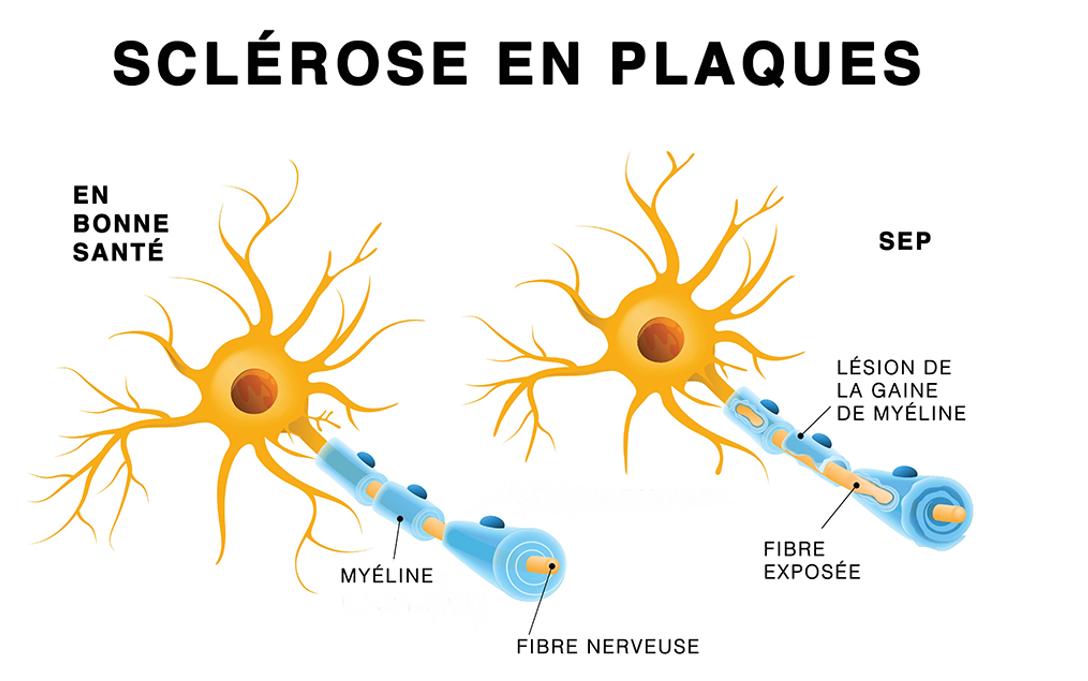 SCLÉROSE EN PLAQUES
EN
BONNE
SANTÉ
SEP
LÉSION DE
LA GAINE
DE MYÉLINE
FIBRE
EXPOSÉE
MYÉLINE
FIBRE NERVEUSE